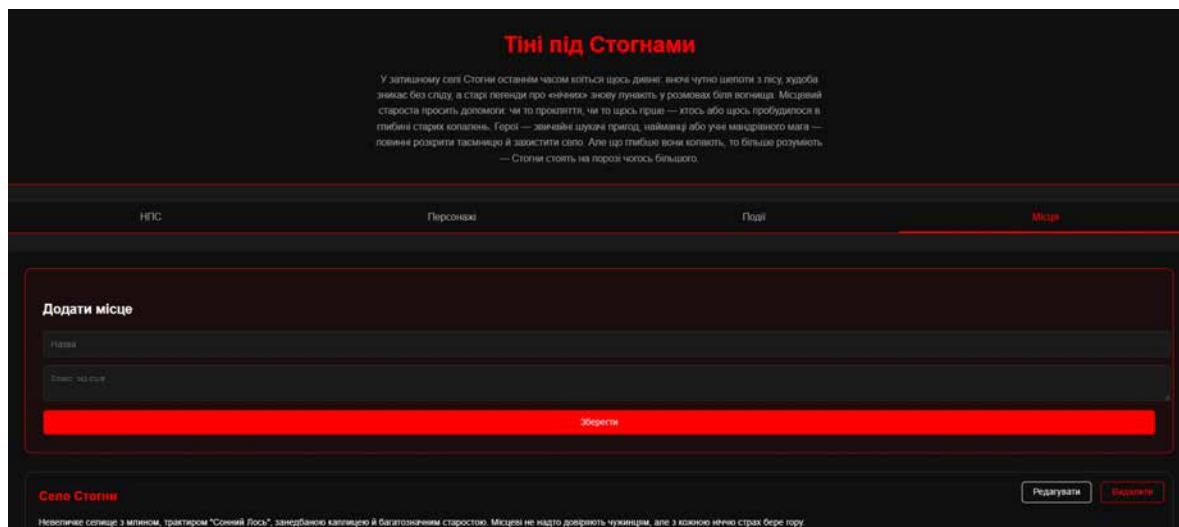 Тіні під Стогнами
У затишному селі Стогни останнім часом коїться щось дивне: вночі чутно шепоти з лісу, худоба
зникає без сліду, а старі легенди про «нічних» знову лунають у розмовах біля вогнища. Місцевий
староста просить допомоги: чи то прокляття, чи то щось гірше — хтось або щось пробудилося в
глибині старих копалень. Герої — звичайні шукачі пригод, найманці або учні мандрівного мага —
повинні розкрити таємницю й захистити село. Але що глибше вони копають, то більше розуміють
— Стогни стоять на порозі чогось більшого.
НПС Персонажі Події Місця
Додати місце
Назва
Опис місця
Зберегти
Село Стогни Редагувати Видалити
Невеличке селище з млином, трактиром "Сонний Лось", занедбаною каплицею й багатозначним старостою. Місцеві не надто довіряють чужинцям, але з кожною ніччю страх бере гору.